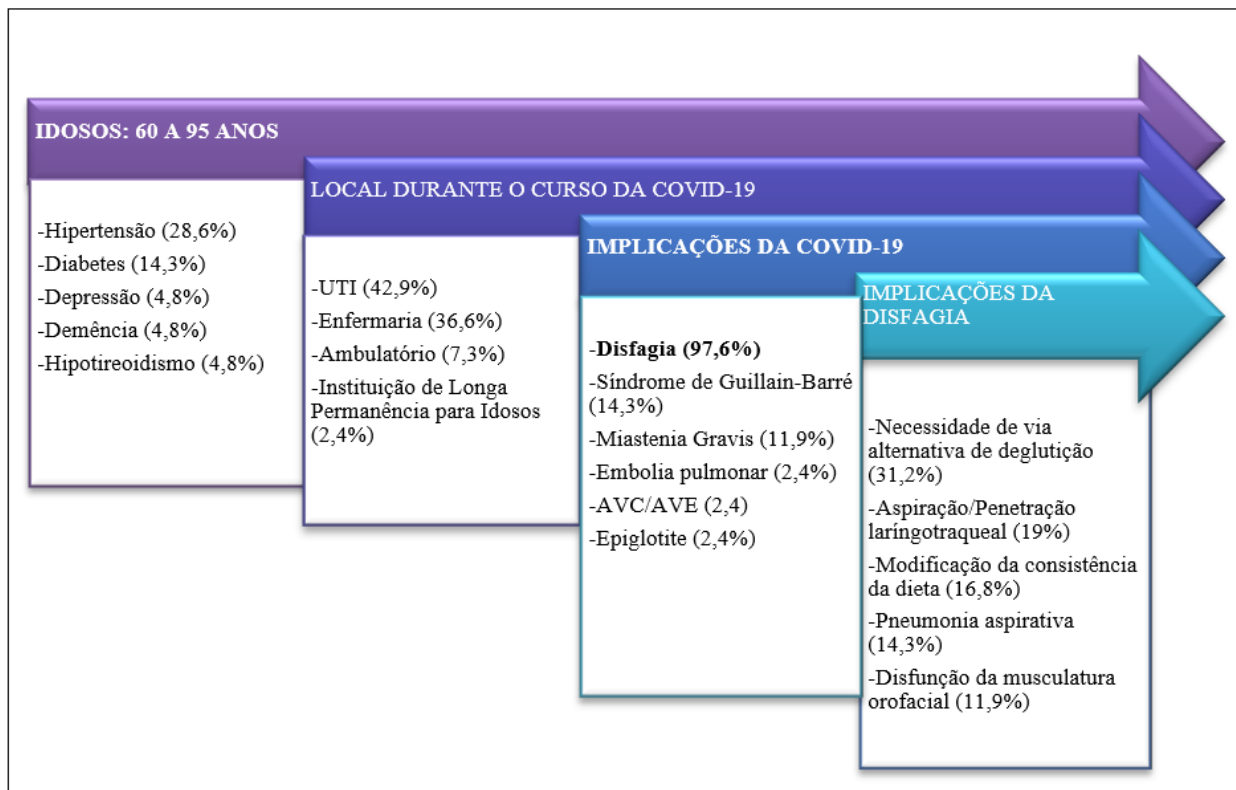 IDOSOS: 60 A 95 ANOS
-Hipertensão (28,6%)
-Diabetes (14,3%)
-Depressão (4,8%)
-Demência (4,8%)
-Hipotireoidismo (4,8%)
LOCAL DURANTE O CURSO DA COVID-19
-UTI (42,9%)
-Enfermaria (36,6%)
-Ambulatório (7,3%)
-Instituição de Longa
Permanência para Idosos
(2,4%)
IMPLICAÇÕES DA COVID-19
-Disfagia (97,6%)
-Síndrome de Guillain-Barré
(14,3%)
-Miastenia Gravis (11,9%)
-Embolia pulmonar (2,4%)
-AVC/AVE (2,4)
-Epiglotite (2,4%)
IMPLICAÇÕES DA
DISFAGIA
-Necessidade de via
alternativa de deglutição
(31,2%)
-Aspiração/Penetração
laríngotraqueal (19%)
-Modificação da consistência
da dieta (16,8%)
-Pneumonia aspirativa
(14,3%)
-Disfunção da musculatura
orofacial (11,9%)